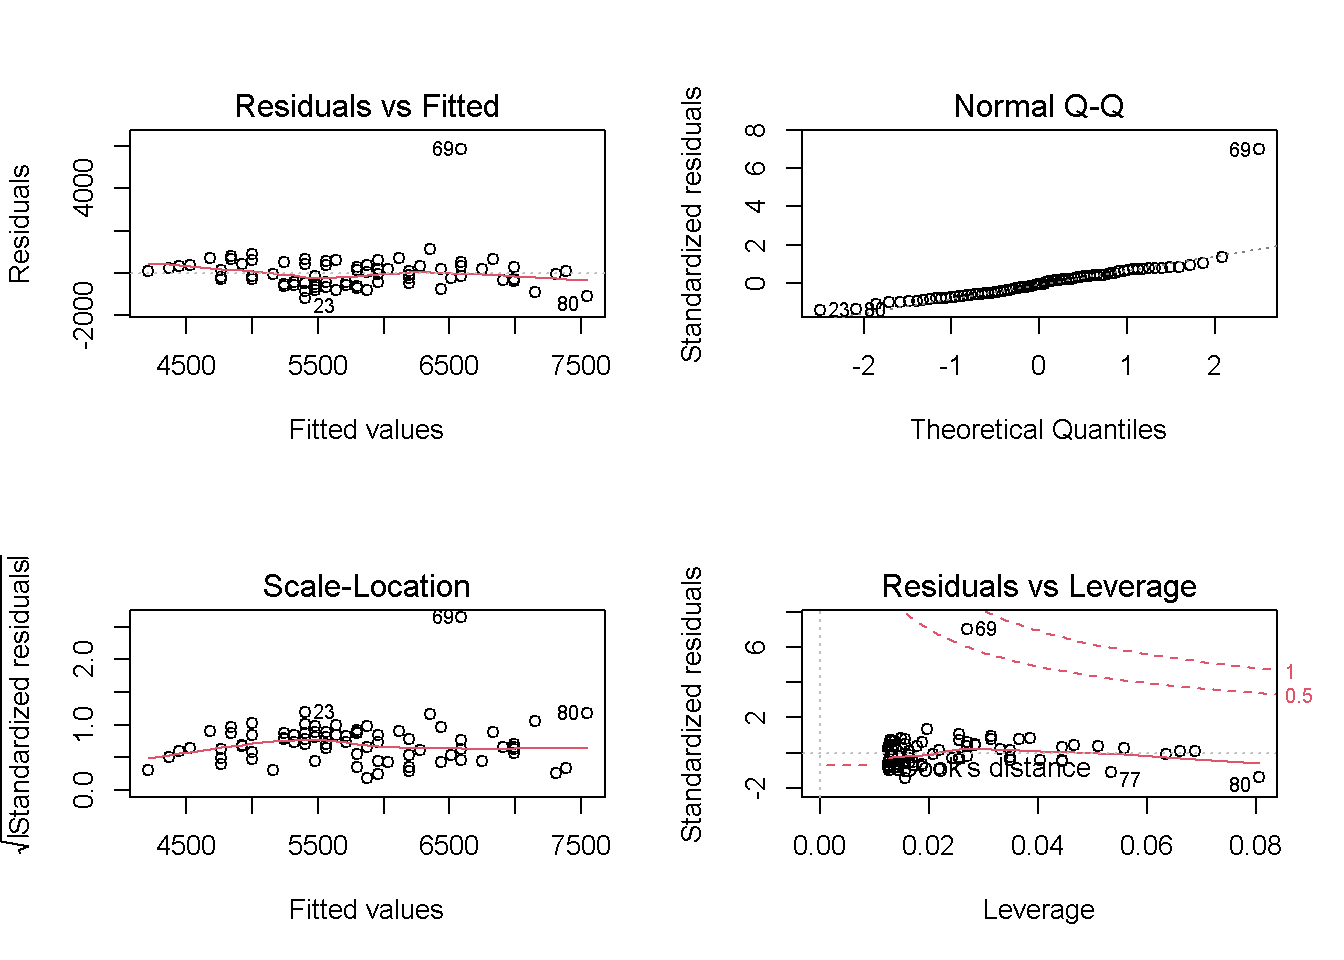 Residuals vs Fitted
Residuals
4000
-2000
69
23
80
4500 5500 6500 7500
Fitted values
Normal Q-Q
Standardized residuals
8
6
4
2
0
69
23 80
-2 -1 0 1 2
Theoretical Quantiles
Scale-Location
√|Standardized residuals|
2.0
1.0
0.0
69
23
80
4500 5500 6500 7500
Fitted values
Residuals vs Leverage
Standardized residuals
6
2
-2
69
1
0.5
Cook's distance
77
80
0.00 0.02 0.04 0.06 0.08
Leverage